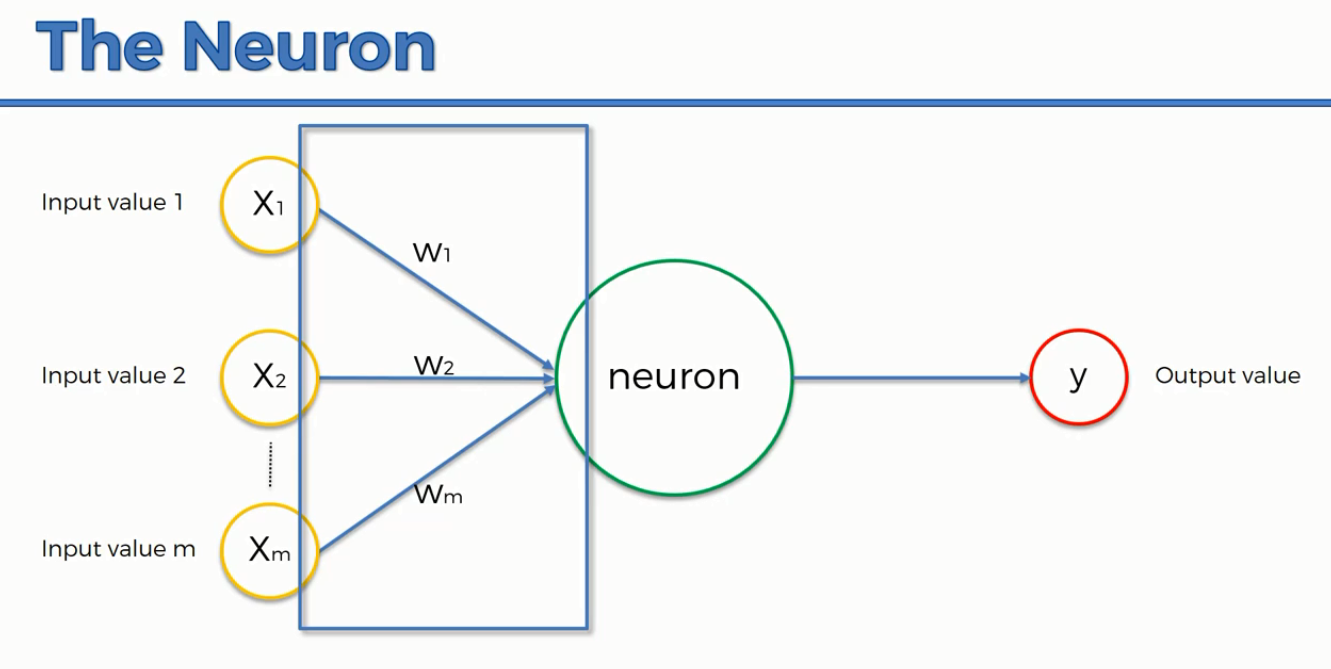 The Neuron
Input value 1
X1
W1
Input value 2
X2
W2
neuron
y
Output value
Wm
Input value m
Xm